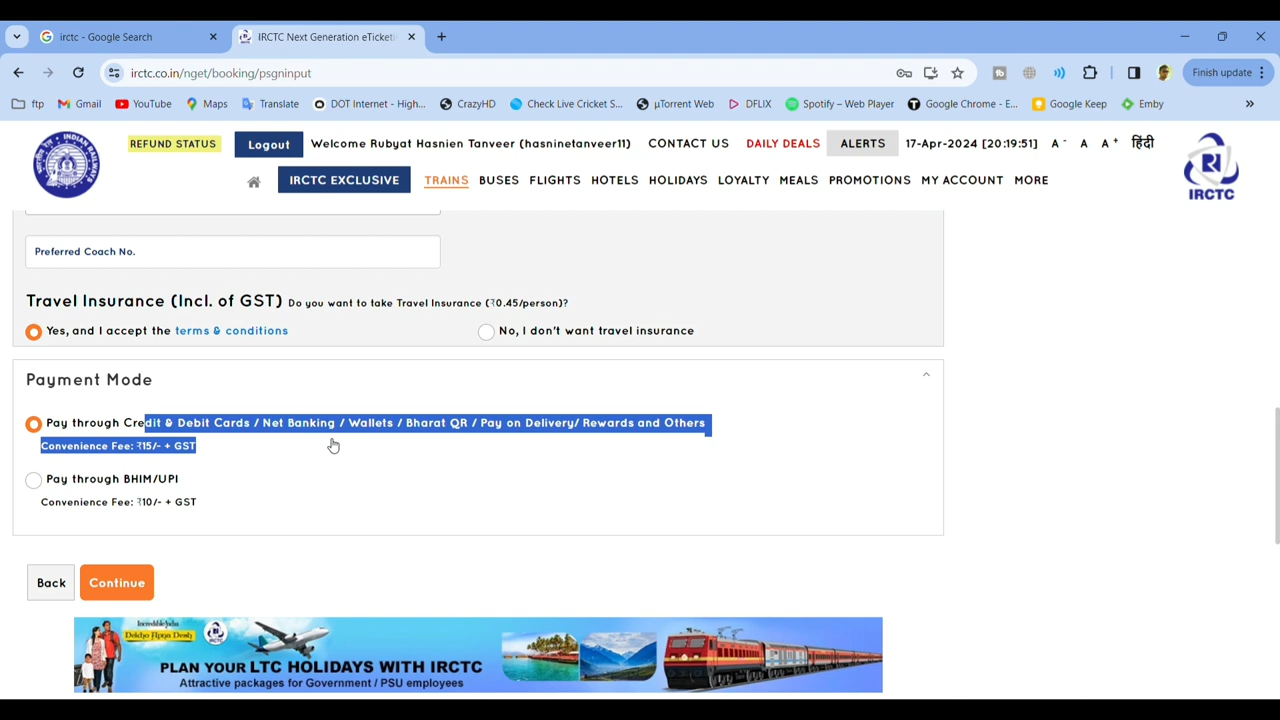 irctc - Google Search
IRCTC Next Generation eTicketi
irctc.co.in/nget/booking/psgninput
Finish update
ftp
Gmail
YouTube
Maps
Translate
DOT Internet - High...
CrazyHD
Check Live Cricket S...
µTorrent Web
DFLIX
Spotify – Web Player
Google Chrome - E...
Google Keep
Emby
REFUND STATUS
Logout
Welcome Rubyat Hasnien Tanveer (hasninetanveer11)
CONTACT US
DAILY DEALS
ALERTS
17-Apr-2024 [20:19:51]
A- A A+
हिंदी
IRCTC
IRCTC EXCLUSIVE
TRAINS
BUSES
FLIGHTS
HOTELS
HOLIDAYS
LOYALTY
MEALS
PROMOTIONS
MY ACCOUNT
MORE
Preferred Coach No.
Travel Insurance (Incl. of GST) Do you want to take Travel Insurance (₹0.45/person)?
Yes, and I accept the terms & conditions
No, I don't want travel insurance
Payment Mode
Pay through Credit & Debit Cards / Net Banking / Wallets / Bharat QR / Pay on Delivery/ Rewards and Others
Convenience Fee: ₹15/- + GST
Pay through BHIM/UPI
Convenience Fee: ₹10/- + GST
Back
Continue
Incredible!ndia
Dekho Apna Desh
PLAN YOUR LTC HOLIDAYS WITH IRCTC
Attractive packages for Government / PSU employees